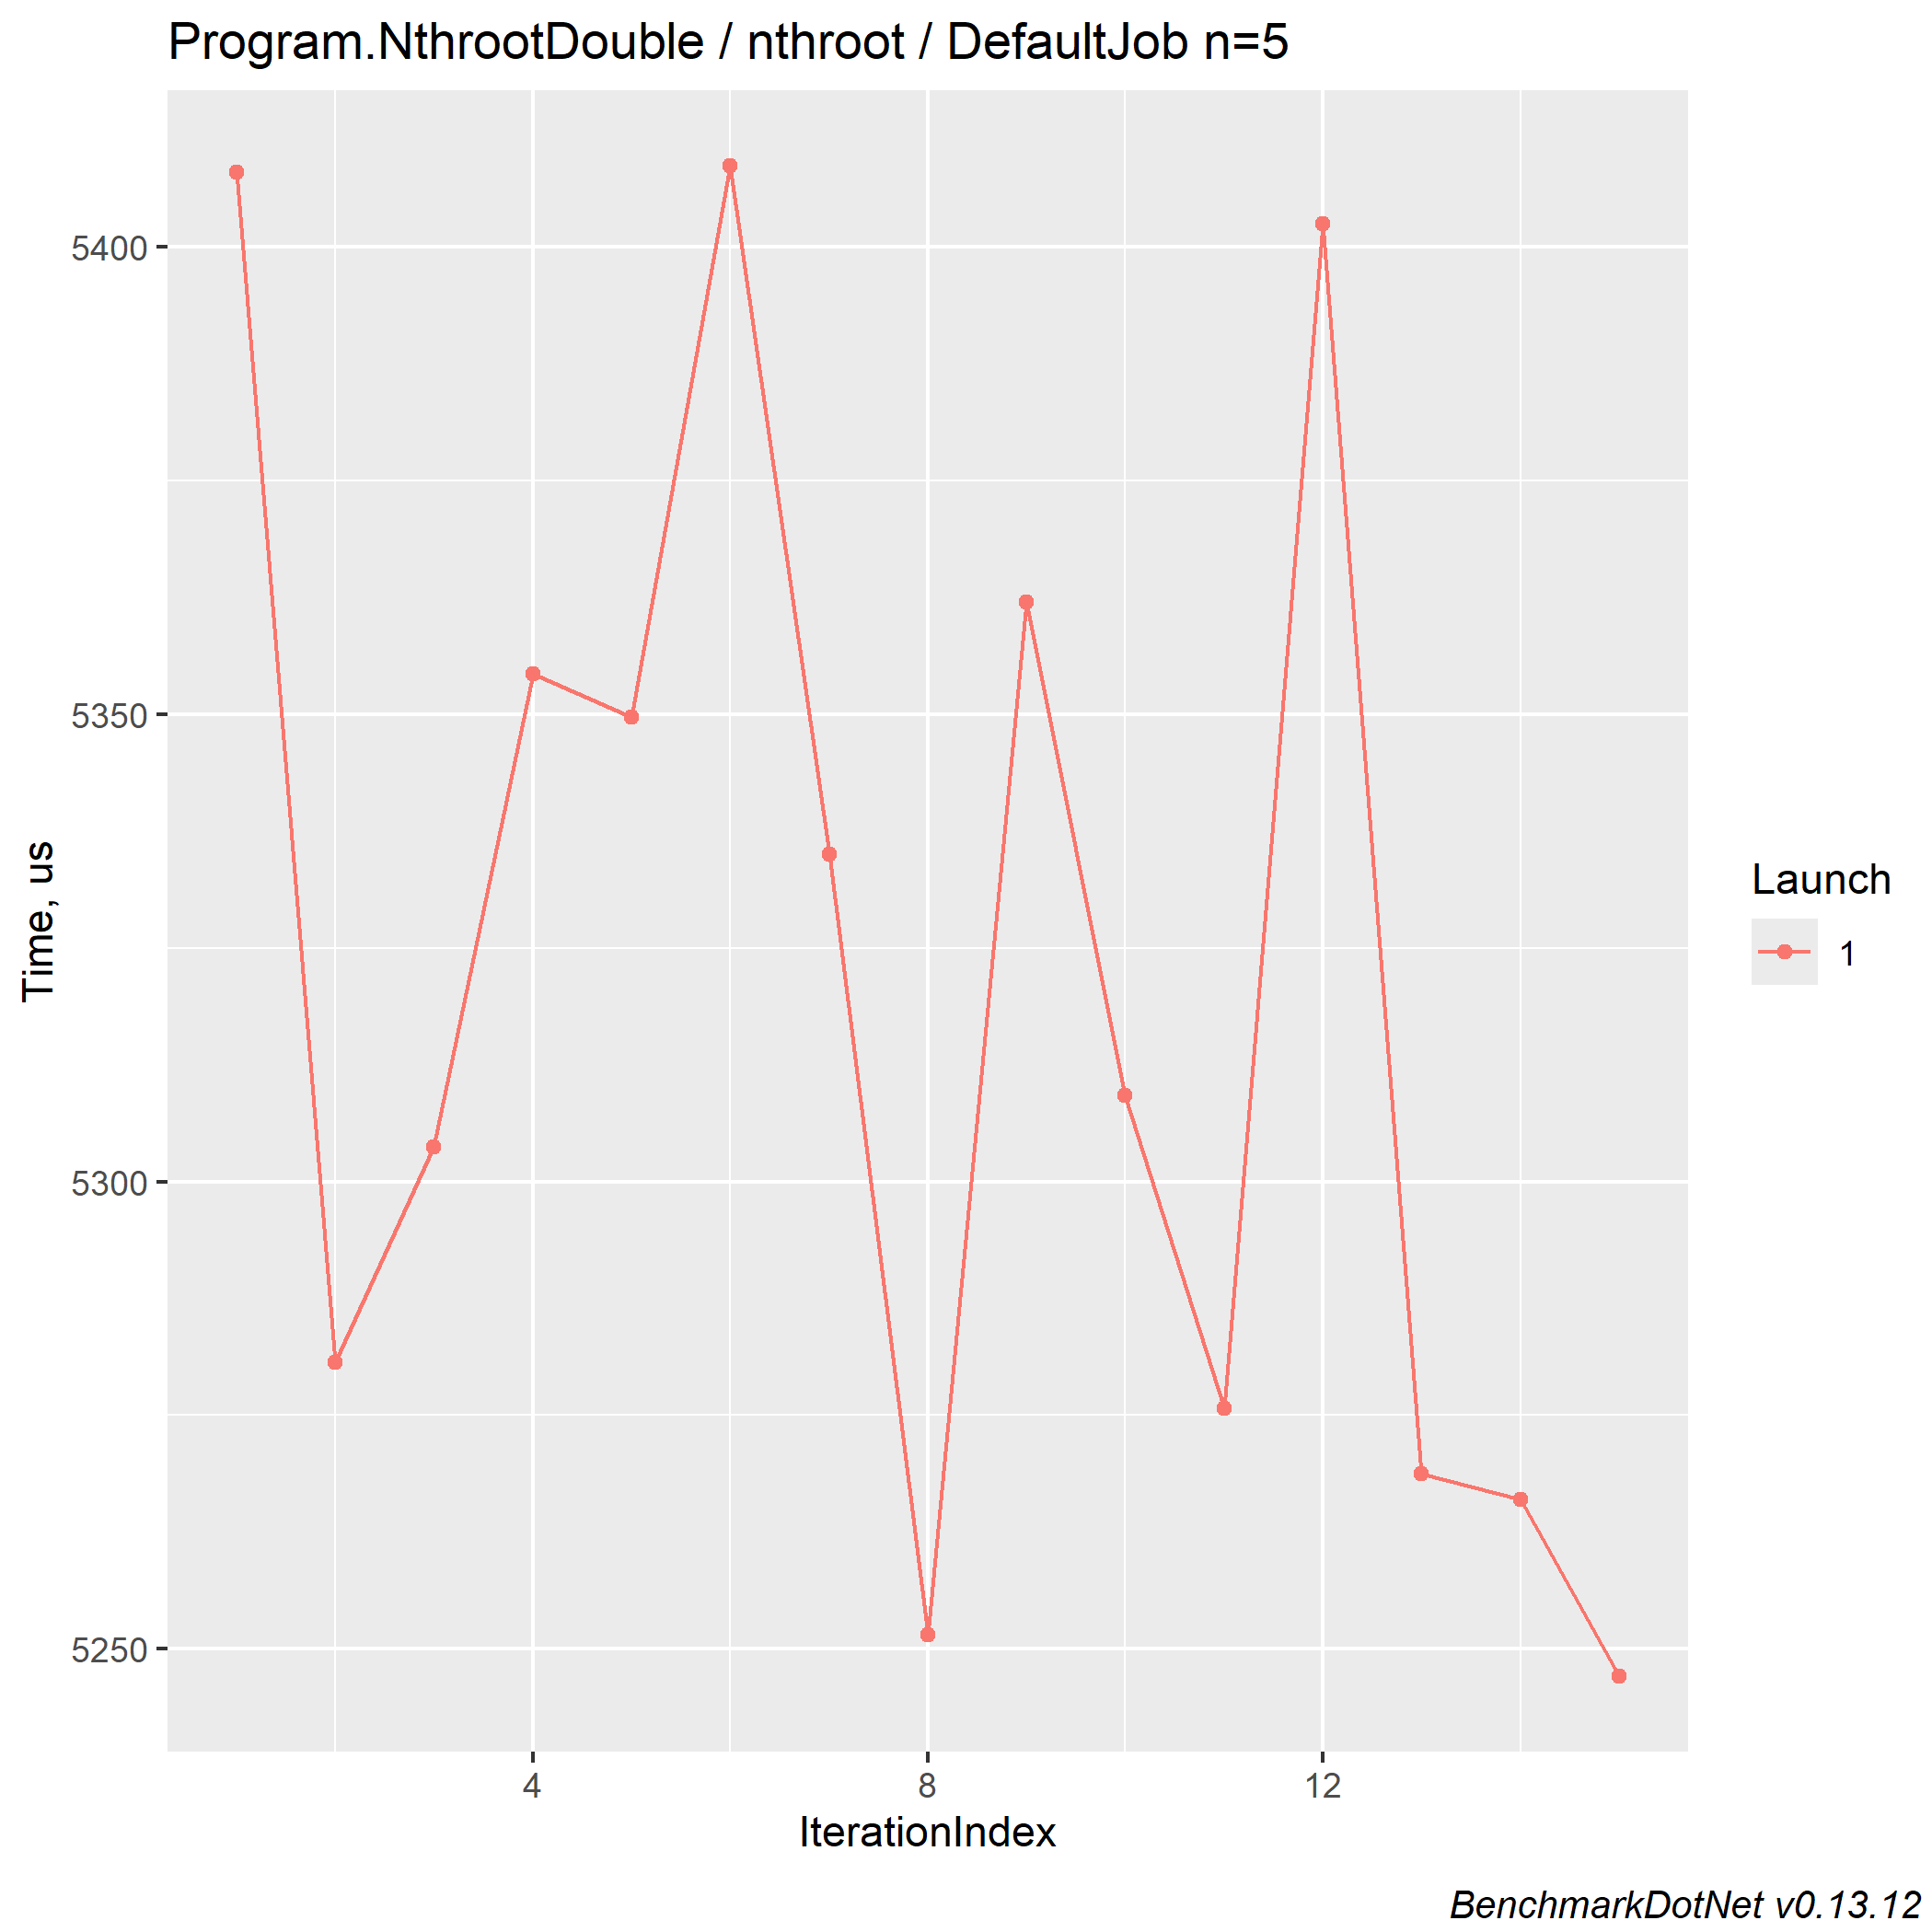 Program.NthrootDouble / nthroot / DefaultJob n=5
Time, us
5400
5350
5300
5250
4
8
12
IterationIndex
Launch
1
BenchmarkDotNet v0.13.12